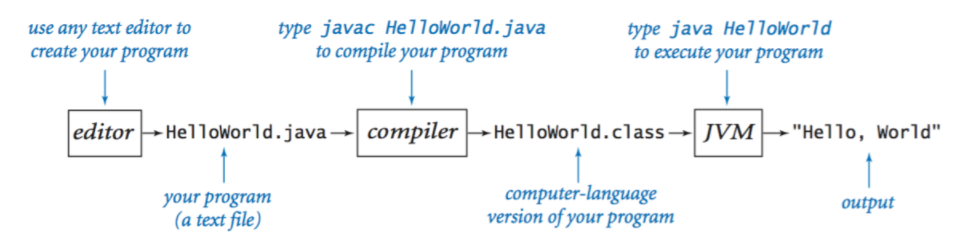 use any text editor to
create your program
type javac HelloWorld.java
to compile your program
type java HelloWorld
to execute your program
editor
HelloWorld.java
compiler
HelloWorld.class
JVM
"Hello, World"
your program
(a text file)
computer-language
version of your program
output